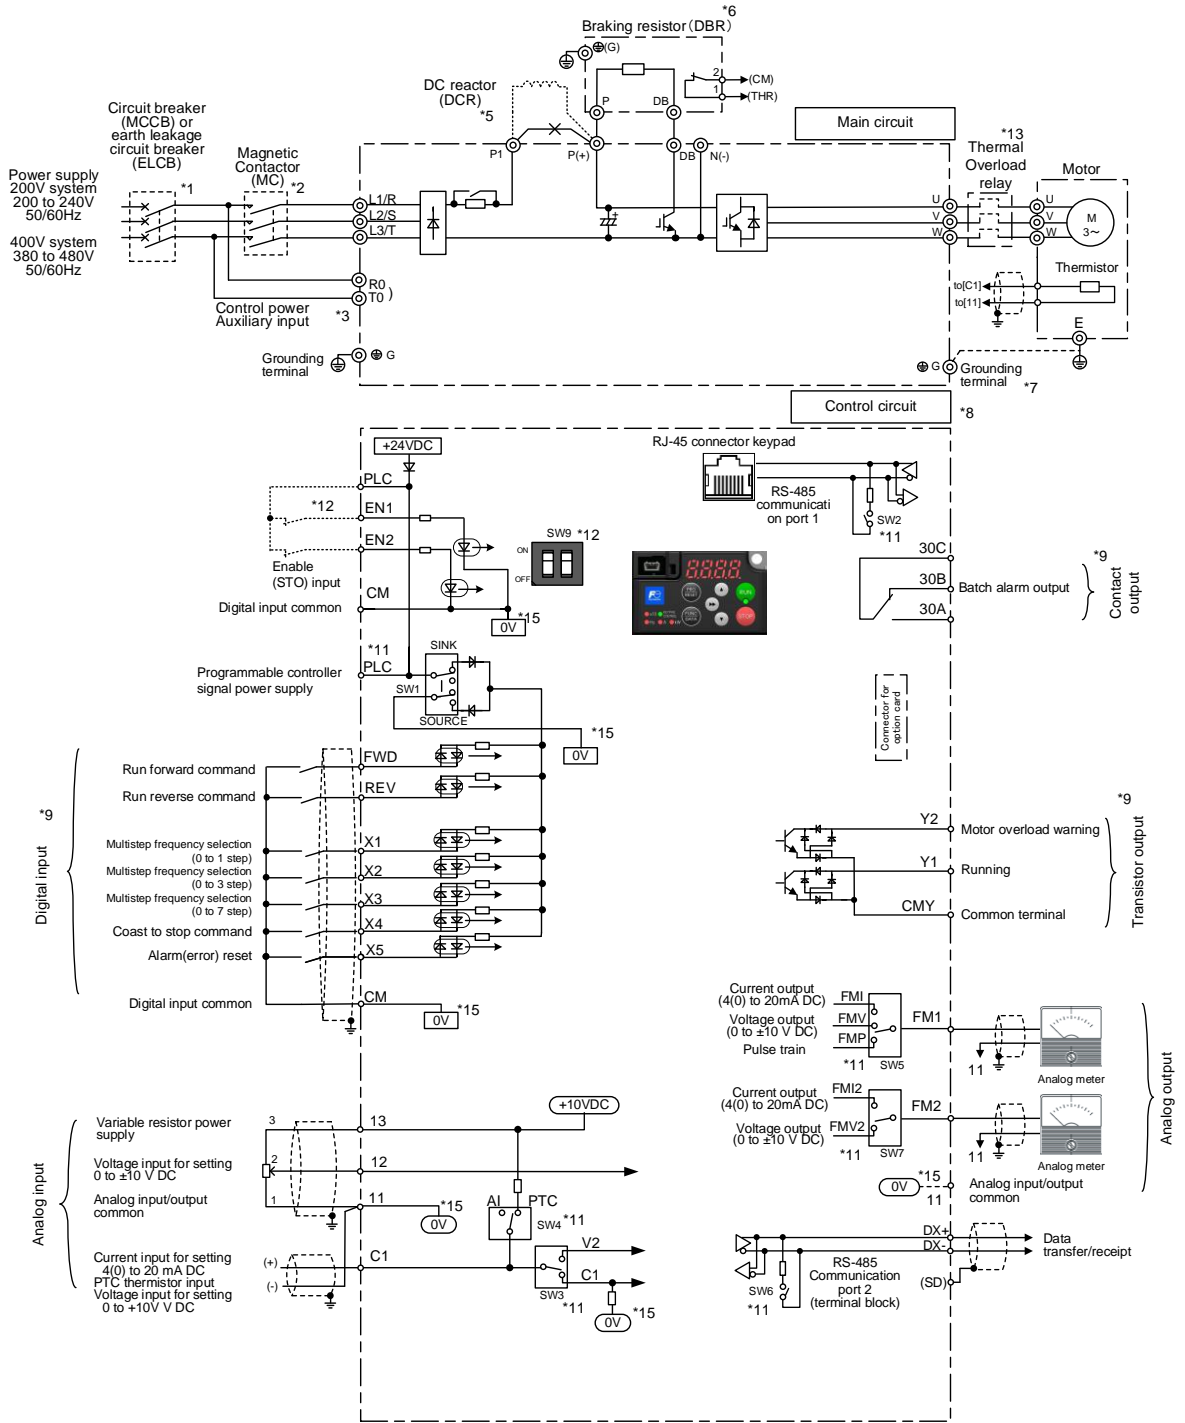 *6
Braking resistor (DBR)
(G)
DC reactor
(DCR)
*5
P
DB
2
1
(CM)
(THR)
Main circuit
Circuit breaker
(MCCB) or
earth leakage
circuit breaker
(ELCB)
*1
Magnetic
Contactor
(MC)
*2
P1
P(+)
DB
N(-)
*13
Thermal
Overload
relay
Motor
Power supply
200V system
200 to 240V
50/60Hz
400V system
380 to 480V
50/60Hz
L1/R
L2/S
L3/T
+
U
V
W
U
V
W
M
3~
R0
T0 )
Control power
Auxiliary input
*3
Thermistor
to[C1]
to[11]
E
Grounding
terminal
G
G
Grounding
terminal
*7
Control circuit
*8
+24VDC
RJ-45 connector keypad
PLC
*12
EN1
EN2
RS-485
communicati
on port 1
SW2
*11
SW9
*12
ON
OFF
Enable
(STO) input
CM
Digital input common
0V
*15
30C
30B
30A
Batch alarm output
*9
Contact
output
RUN
STOP
*11
PLC
Programmable controller
signal power supply
SINK
SW1
SOURCE
0V
*15
Connector for
option card
*9
Digital input
Run forward command
Run reverse command
FWD
REV
Multistep frequency selection
(0 to 1 step)
Multistep frequency selection
(0 to 3 step)
Multistep frequency selection
(0 to 7 step)
Coast to stop command
Alarm(error) reset
X1
X2
X3
X4
X5
Digital input common
CM
0V
*15
Y2
Motor overload warning
Y1
Running
CMY
Common terminal
*9
Transistor output
Current output
(4(0) to 20mA DC)
FMI
Voltage output
(0 to ±10 V DC)
FMV
Pulse train
FMP
*11
SW5
FM1
11
Analog meter
Current output
(4(0) to 20mA DC)
FMI2
Voltage output
(0 to ±10 V DC)
FMV2
*11
SW7
FM2
11
Analog meter
Analog output
0V
*15
11
Analog input/output
common
Analog input
Variable resistor power
supply
3
13
+10VDC
Voltage input for setting
0 to ±10 V DC
2
12
Analog input/output
common
1
11
*15
0V
AI
PTC
SW4
*11
Current input for setting
4(0) to 20 mA DC
PTC thermistor input
Voltage input for setting
0 to +10V V DC
(+)
(-)
C1
V2
C1
SW3
*11
*15
0V
DX+
DX-
(SD)
Data
transfer/receipt
RS-485
Communication
port 2
(terminal block)
SW6
*11